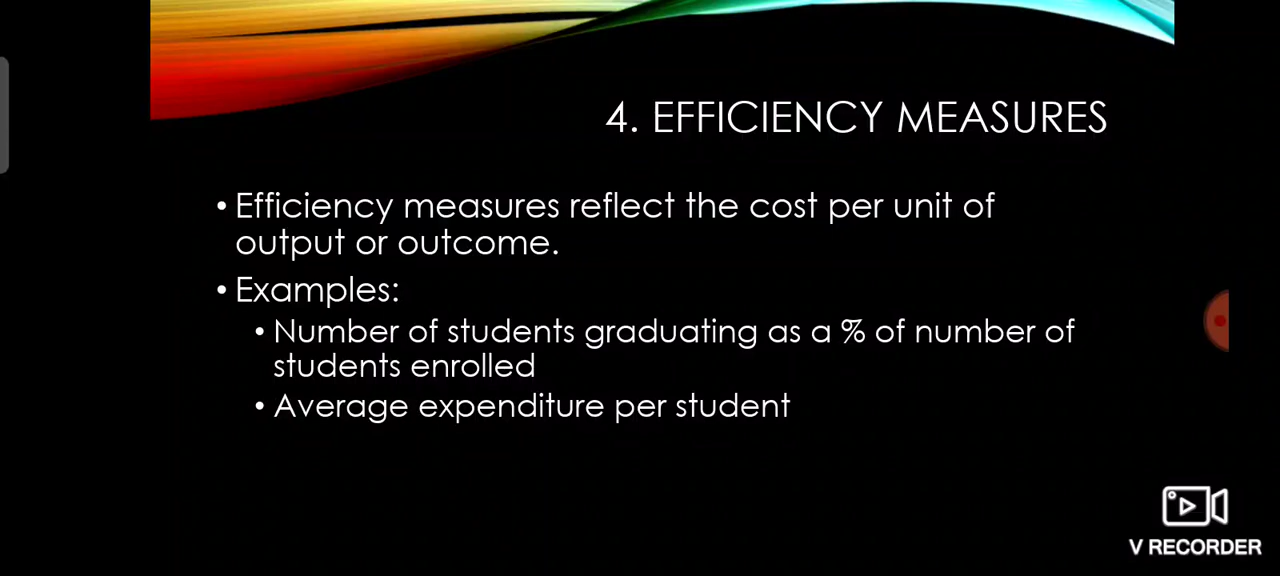 4. EFFICIENCY MEASURES
• Efficiency measures reflect the cost per unit of
output or outcome.
• Examples:
• Number of students graduating as a % of number of
students enrolled
• Average expenditure per student
V RECORDER